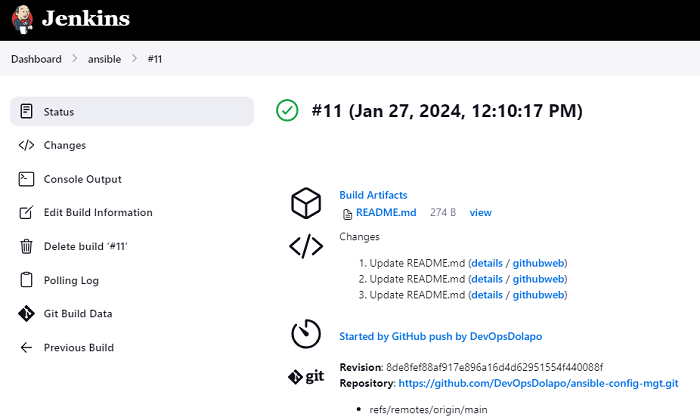 Jenkins
Dashboard > ansible > #11
Status
Changes
Console Output
Edit Build Information
Delete build ‘#11’
Polling Log
Git Build Data
Previous Build
#11 (Jan 27, 2024, 12:10:17 PM)
Build Artifacts
README.md 274 B view
Changes
1. Update README.md (details / githubweb)
2. Update README.md (details / githubweb)
3. Update README.md (details / githubweb)
Started by GitHub push by DevOpsDolapo
git
Revision: 8de8fef88af917e896a16d4d62951554f440088f
Repository: https://github.com/DevOpsDolapo/ansible-config-mgt.git
• refs/remotes/origin/main